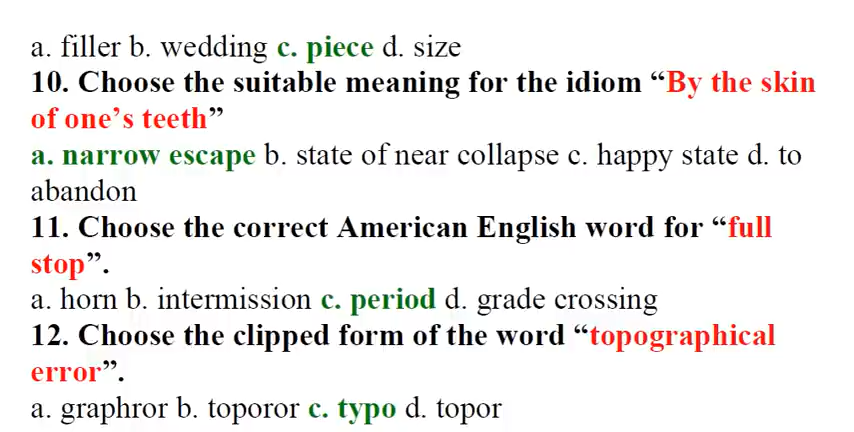 a. filler b. wedding c. piece d. size
10. Choose the suitable meaning for the idiom “By the skin
of one’s teeth”
a. narrow escape b. state of near collapse c. happy state d. to
abandon
11. Choose the correct American English word for “full
stop”.
a. horn b. intermission c. period d. grade crossing
12. Choose the clipped form of the word “topographical
error”.
a. graphror b. toporor c. typo d. topor